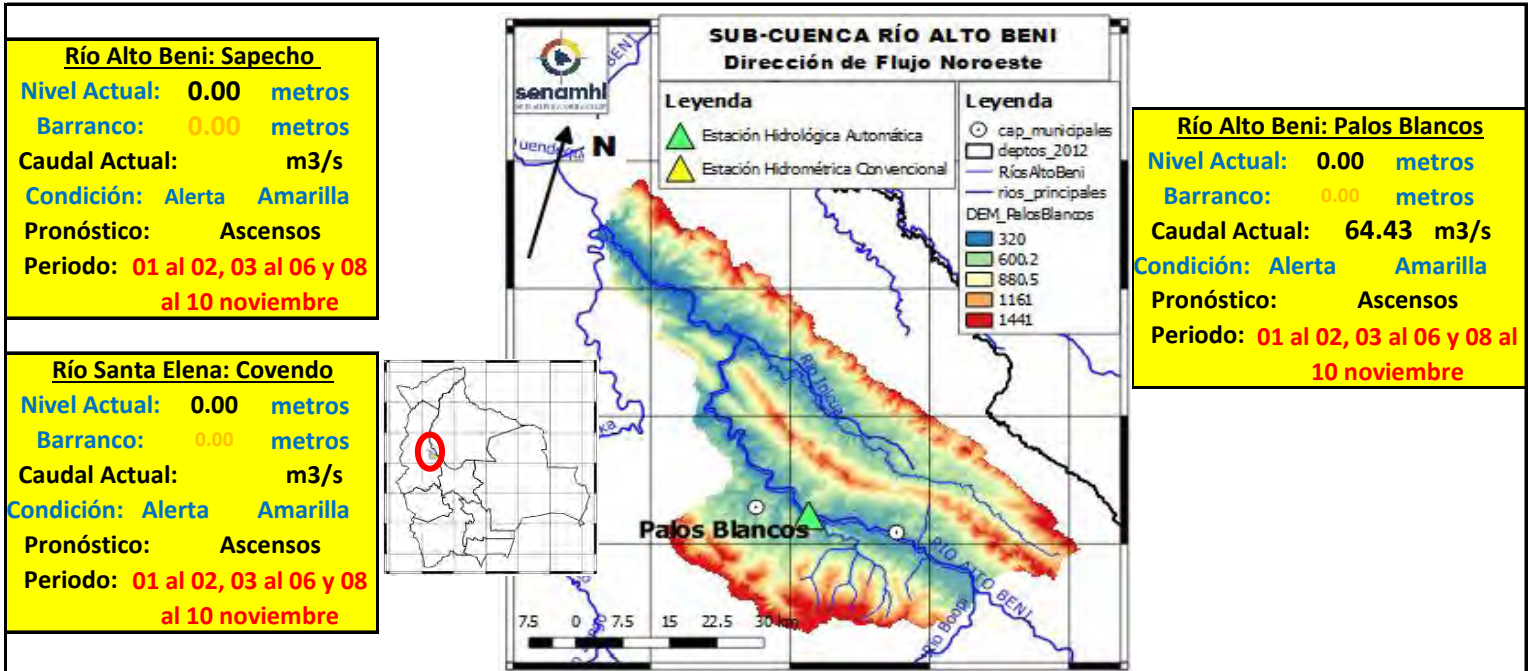 Río Alto Beni: Sapecho
Nivel Actual: 0.00 metros
Barranco: 0.00 metros
Caudal Actual: m3/s
Condición: Alerta Amarilla
Pronóstico: Ascensos
Periodo: 01 al 02, 03 al 06 y 08
al 10 noviembre
Río Santa Elena: Covendo
Nivel Actual: 0.00 metros
Barranco: 0.00 metros
Caudal Actual: m3/s
Condición: Alerta Amarilla
Pronóstico: Ascensos
Periodo: 01 al 02, 03 al 06 y 08
al 10 noviembre
senamhi
BENI
SUB-CUENCA RÍO ALTO BENI
Dirección de Flujo Noroeste
Leyenda
Estación Hidrológica Automática
Estación Hidrométrica Convencional
Leyenda
cap_municipales
deptos_2012
RíosAltoBeni
rios_principales
DEM_PalosBlancos
320
600.2
880.5
1161
1441
N
Río Inicua
Palos Blancos
RIO ALTO BENI
Río Boopi
7.5 0 7.5 15 22.5 30 km
Río Alto Beni: Palos Blancos
Nivel Actual: 0.00 metros
Barranco: 0.00 metros
Caudal Actual: 64.43 m3/s
Condición: Alerta Amarilla
Pronóstico: Ascensos
Periodo: 01 al 02, 03 al 06 y 08 al
10 noviembre